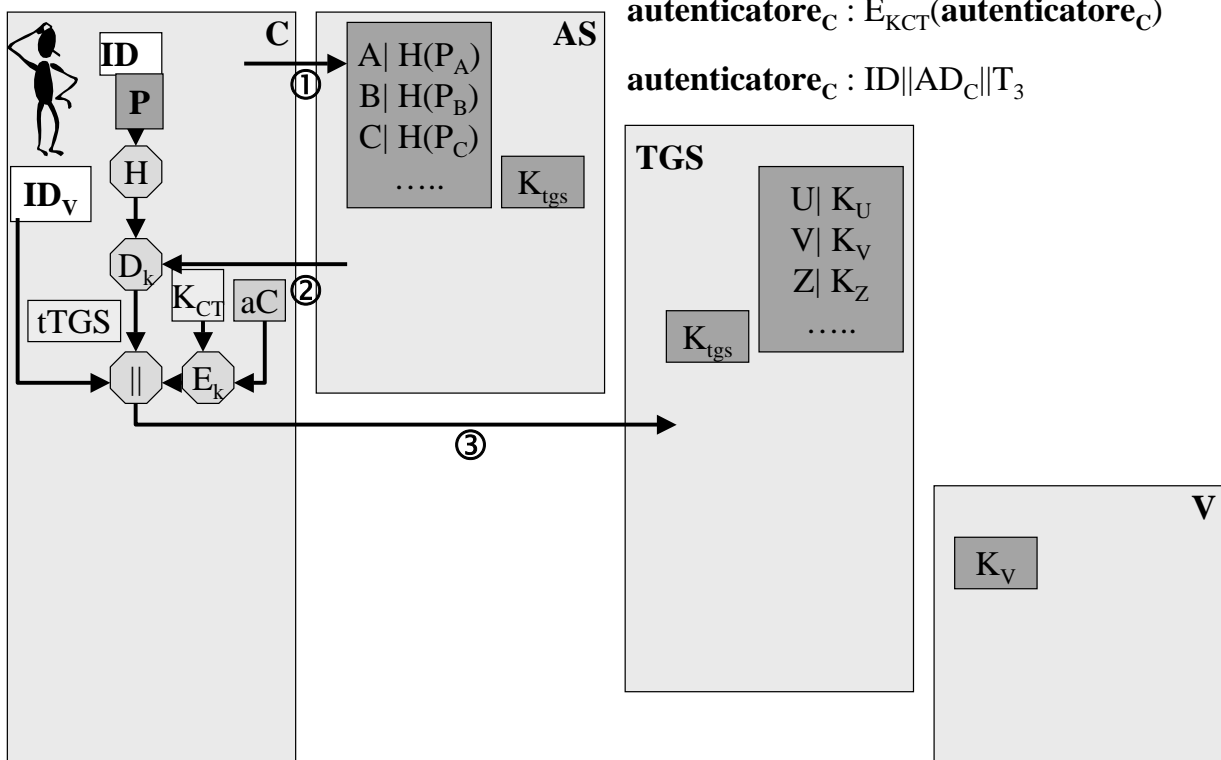 autenticatore_C : E_KCT(autenticatore_C)
autenticatore_C : ID||AD_C||T_3
C
ID
P
H
ID_V
D_k
K_CT
aC
tTGS
||
E_k
①
②
③
AS
A| H(P_A)
B| H(P_B)
C| H(P_C)
…..
K_tgs
TGS
U| K_U
V| K_V
Z| K_Z
…..
K_tgs
V
K_V